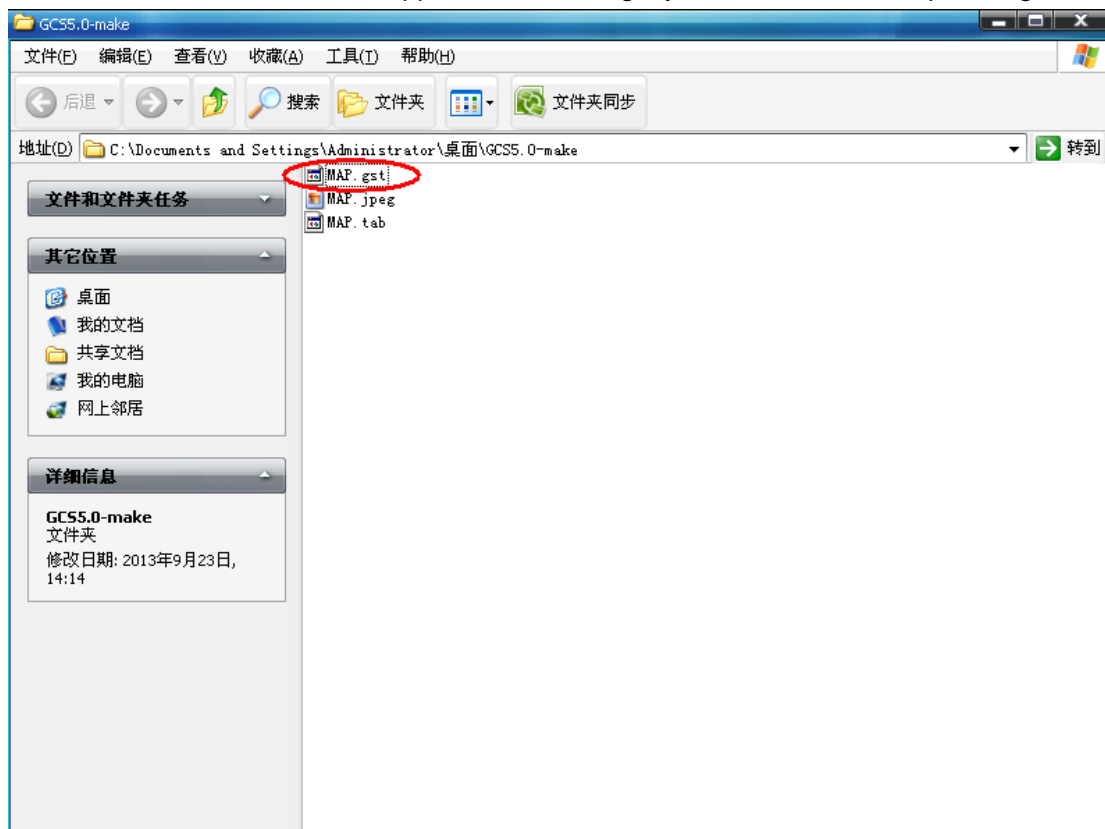 GCS5.0-make
文件(F) 编辑(E) 查看(V) 收藏(A) 工具(T) 帮助(H)
后退 搜索 文件夹 文件夹同步
地址(D) C:\Documents and Settings\Administrator\桌面\GCS5.0-make 转到
MAP.gst
MAP.jpeg
MAP.tab
文件和文件夹任务
其它位置
桌面
我的文档
共享文档
我的电脑
网上邻居
详细信息
GCS5.0-make
文件夹
修改日期: 2013年9月23日,
14:14